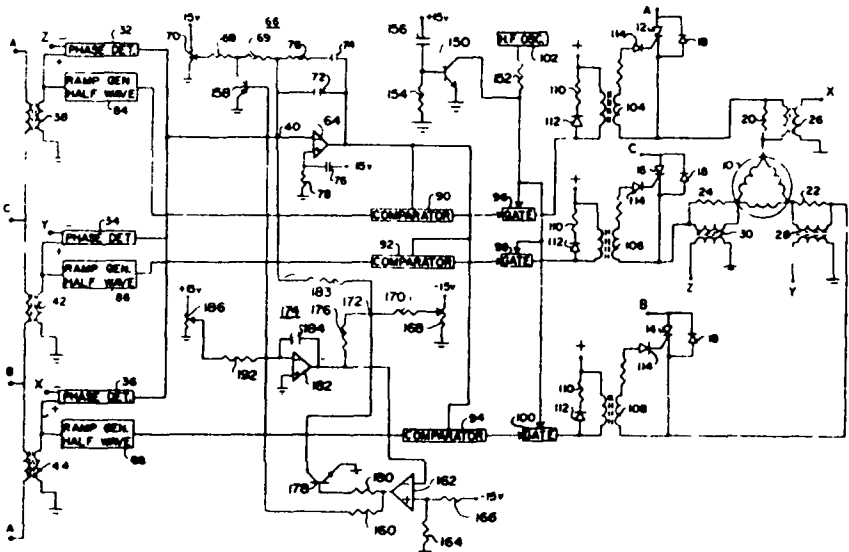 A
Z
32
PHASE DET.
RAMP GEN.
HALF WAVE
84
38
C
Y
34
PHASE DET.
RAMP GEN.
HALF WAVE
86
42
B
X
36
PHASE DET.
RAMP GEN.
HALF WAVE
88
44
A
15v
70
68
66
69
74
72
158
40
64
76
-15v
78
+15v
156
150
154
H.F. OSC.
102
152
90
COMPARATOR
92
COMPARATOR
94
COMPARATOR
96
GATE
98
GATE
100
GATE
183
+15v
186
174
184
176
172
170
-15v
168
192
182
178
180
160
162
166
-15v
164
+
110
112
104
114
12
A
18
+
110
112
106
114
C
18
+
110
112
108
114
B
14
18
20
26
X
10
24
22
30
Z
Y